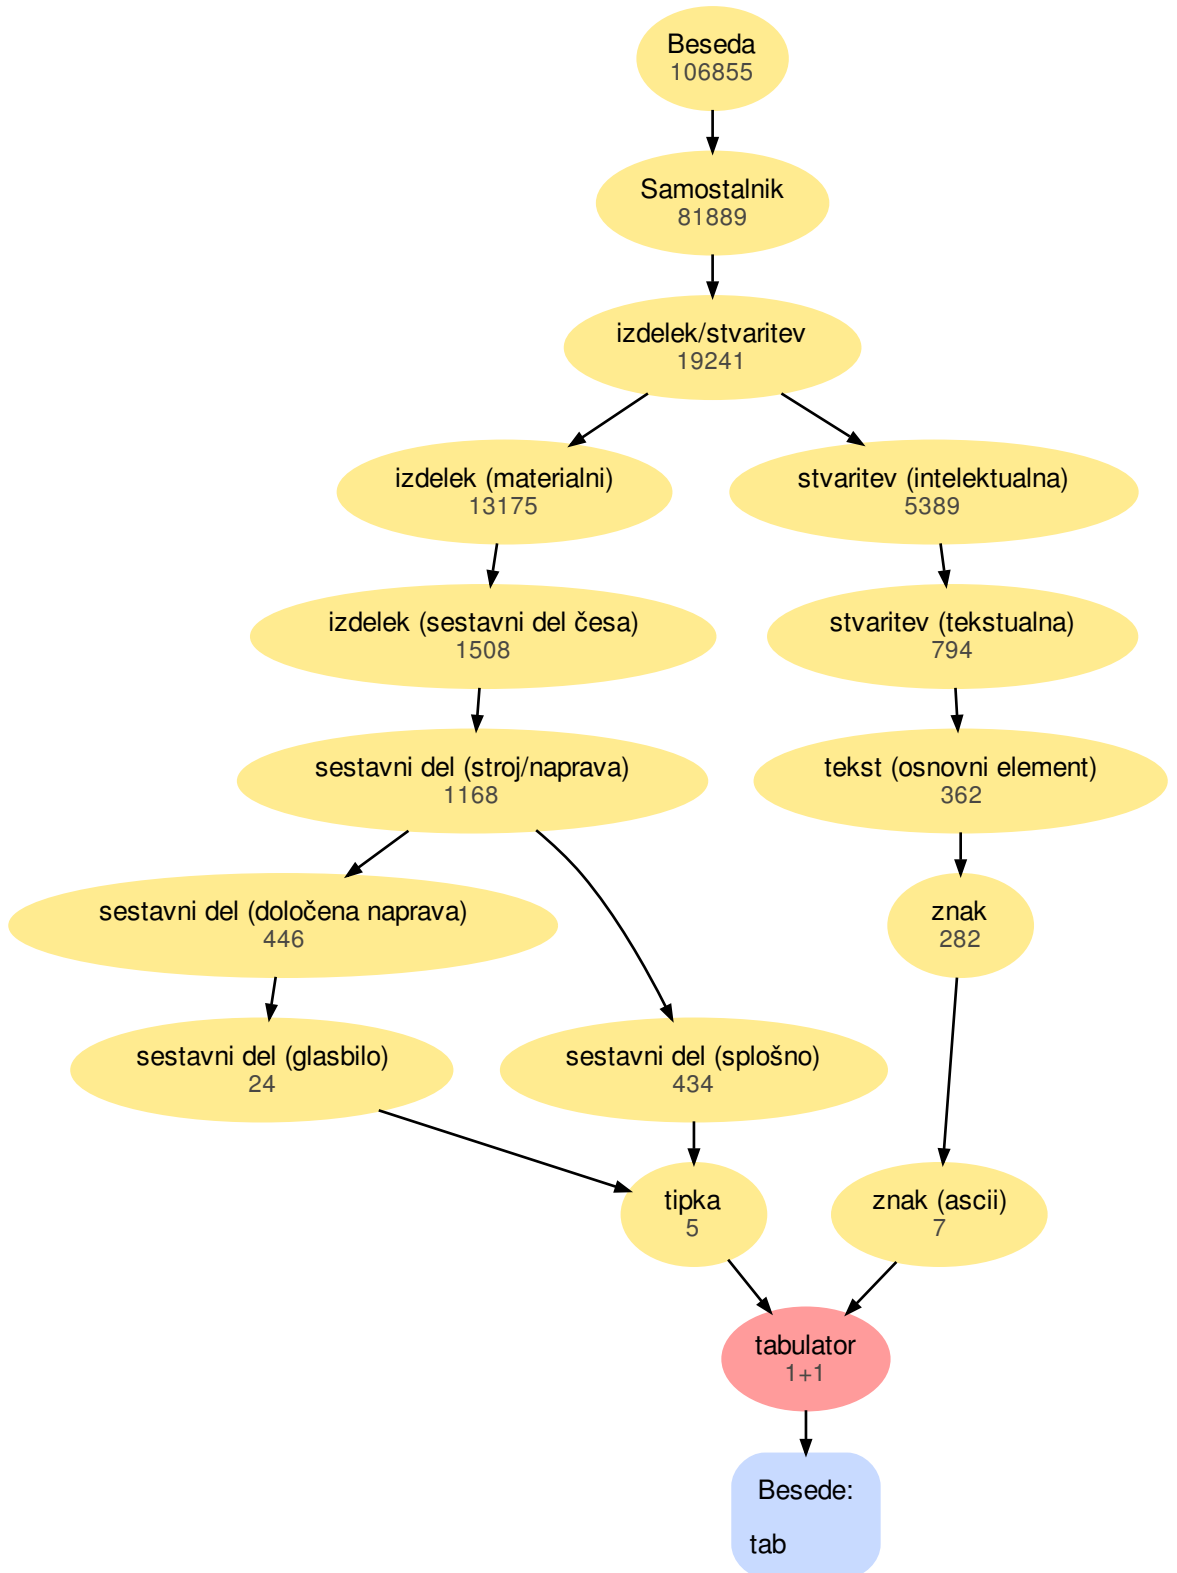 Beseda
106855
Samostalnik
81889
izdelek/stvaritev
19241
izdelek (materialni)
13175
stvaritev (intelektualna)
5389
izdelek (sestavni del česa)
1508
stvaritev (tekstualna)
794
sestavni del (stroj/naprava)
1168
tekst (osnovni element)
362
sestavni del (določena naprava)
446
znak
282
sestavni del (glasbilo)
24
sestavni del (splošno)
434
tipka
5
znak (ascii)
7
tabulator
1+1
Besede:
tab